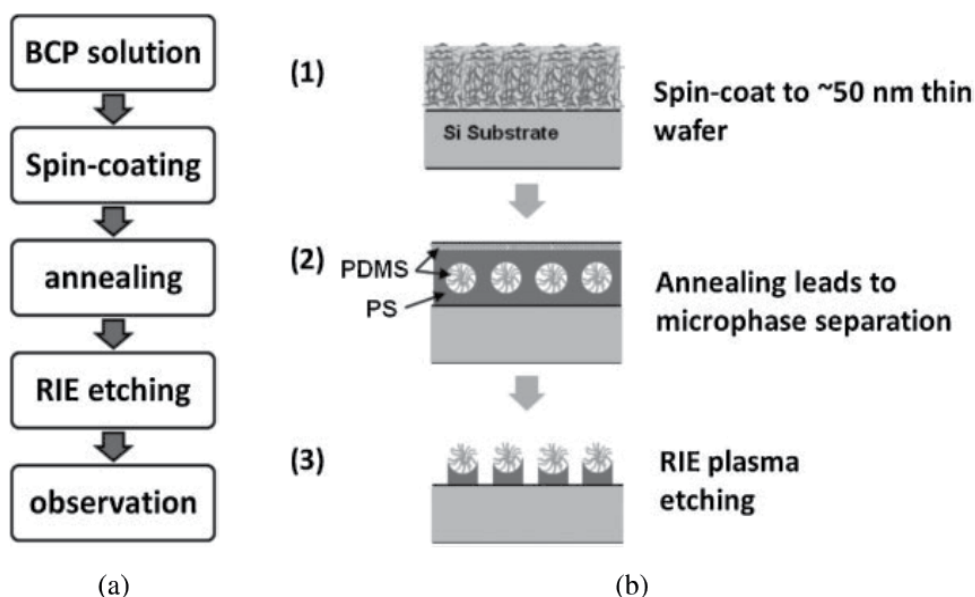 BCP solution
Spin-coating
annealing
RIE etching
observation
(a)
(1)
Si Substrate
Spin-coat to ~50 nm thin
wafer
(2)
PDMS
PS
Annealing leads to
microphase separation
(3)
RIE plasma
etching
(b)